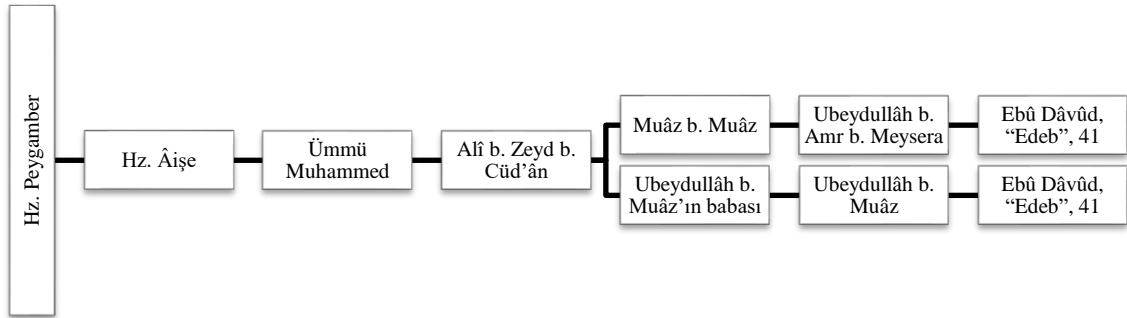 Hz. Peygamber
Hz. Âişe
Ümmü
Muhammed
Alî b. Zeyd b.
Cüd’ân
Muâz b. Muâz
Ubeydullâh b.
Amr b. Meysera
Ebû Dâvûd,
“Edeb”, 41
Ubeydullâh b.
Muâz’ın babası
Ubeydullâh b.
Muâz
Ebû Dâvûd,
“Edeb”, 41